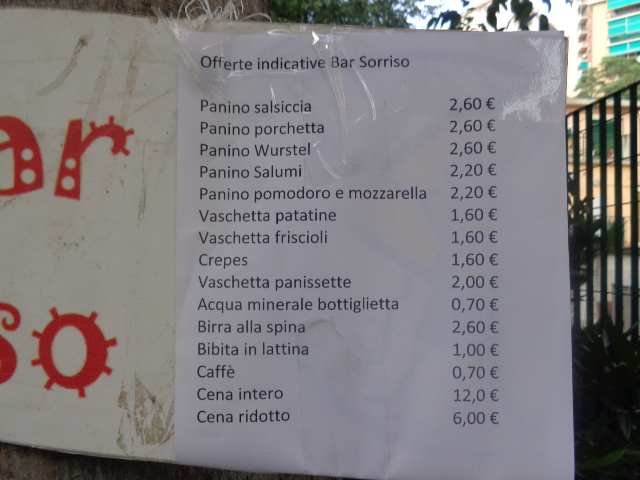 ar
so
Offerte indicative Bar Sorriso
Panino salsiccia 2,60 €
Panino porchetta 2,60 €
Panino Wurstel 2,60 €
Panino Salumi 2,20 €
Panino pomodoro e mozzarella 2,20 €
Vaschetta patatine 1,60 €
Vaschetta friscioli 1,60 €
Crepes 1,60 €
Vaschetta panissette 2,00 €
Acqua minerale bottiglietta 0,70 €
Birra alla spina 2,60 €
Bibita in lattina 1,00 €
Caffè 0,70 €
Cena intero 12,0 €
Cena ridotto 6,00 €